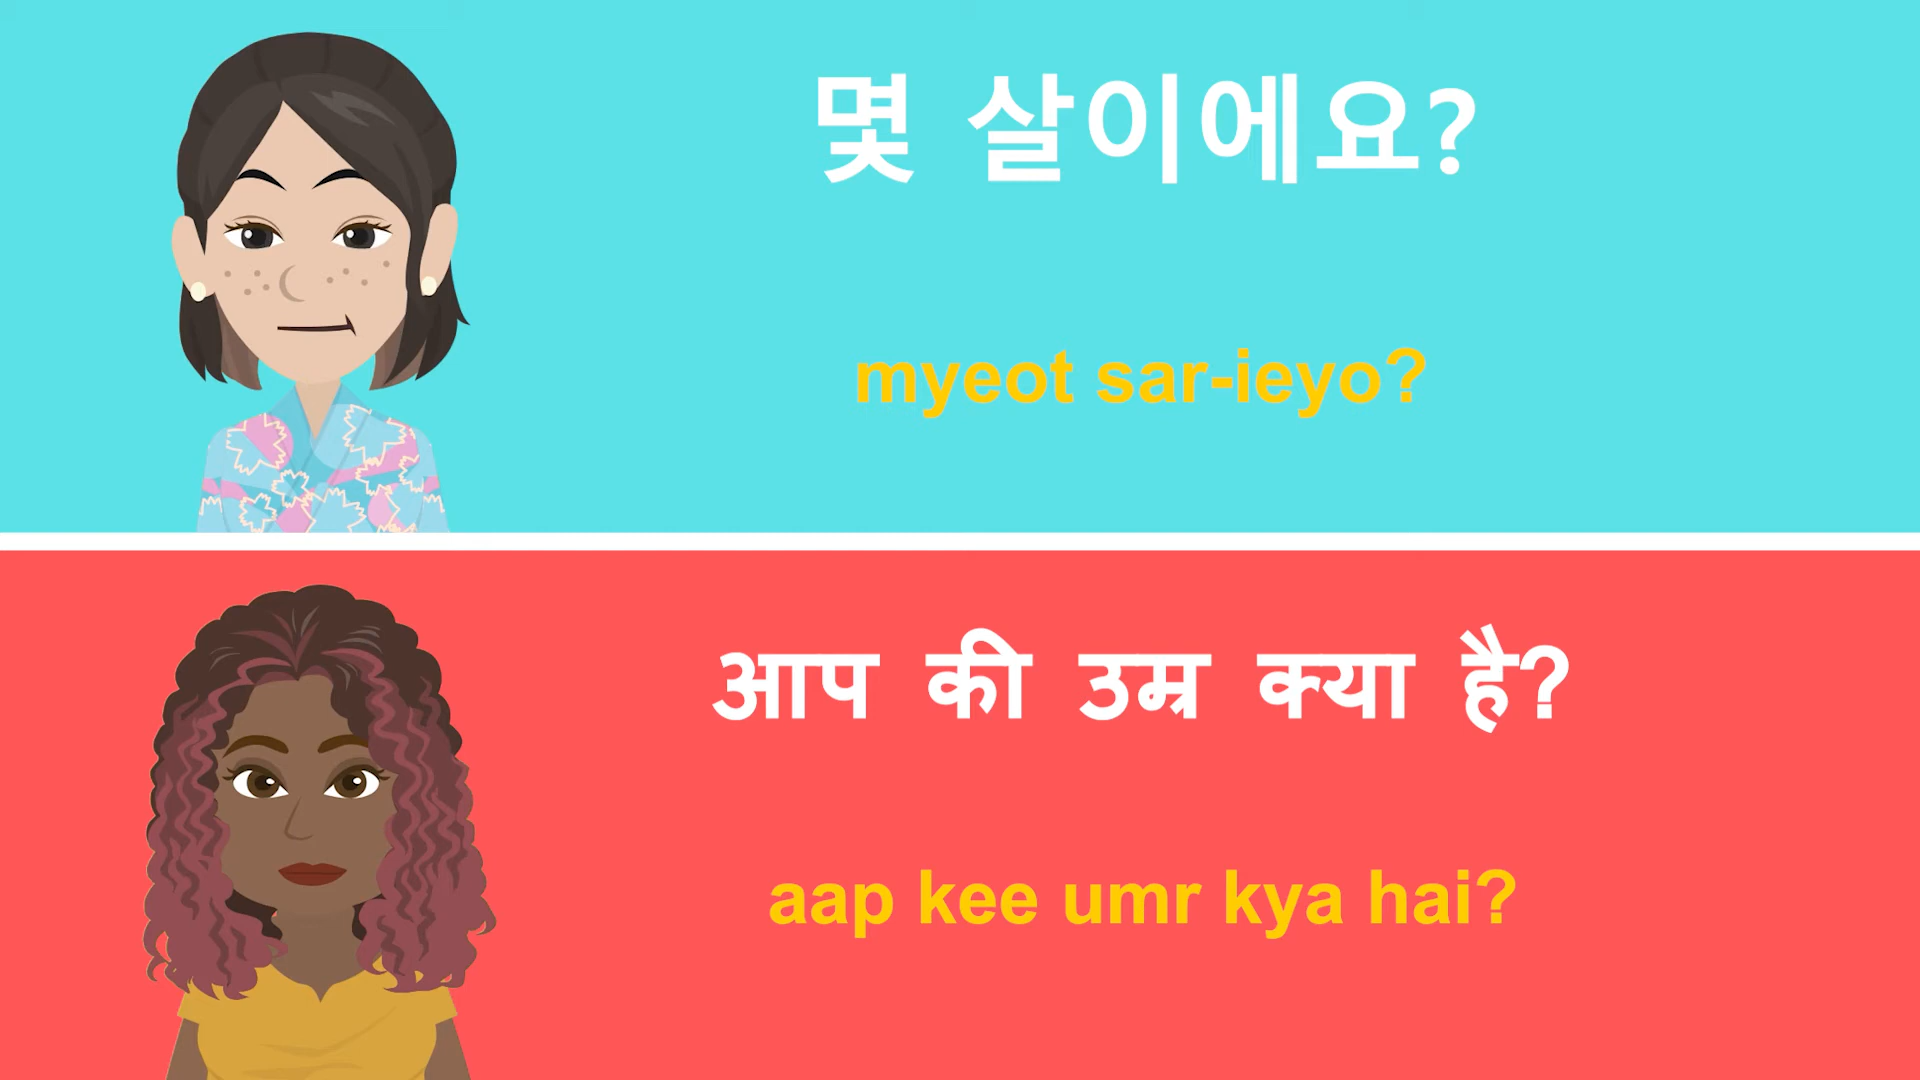 몇 살이에요?
myeot sar-ieyo?
आप की उम्र क्या है?
aap kee umr kya hai?